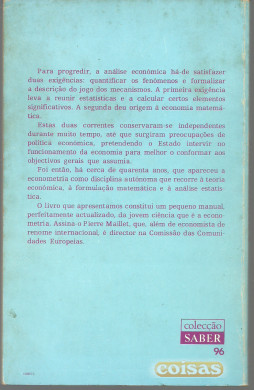 Para progredir, a análise económica há-de satisfazer
duas exigências: quantificar os fenómenos e formalizar
a descrição do jogo dos mecanismos. A primeira exigência
leva a reunir estatísticas e a calcular certos elementos
significativos. A segunda deu origem à economia matemá-
tica.
Estas duas correntes conservaram-se independentes
durante muito tempo, até que surgiram preocupações de
política económica, pretendendo o Estado intervir no
funcionamento da economia para melhor o conformar aos
objectivos gerais que assumia.
Foi então, há cerca de quarenta anos, que apareceu a
econometria como disciplina autónoma que recorre à teoria
económica, à formulação matemática e à análise estatís-
tica.
O livro que apresentamos constitui um pequeno manual,
perfeitamente actualizado, da jovem ciência que é a econo-
metria. Assina-o Pierre Maillet, que, além de economista de
renome internacional, é director na Comissão das Comuni-
dades Europeias.
colecção
SABER
96
coisas